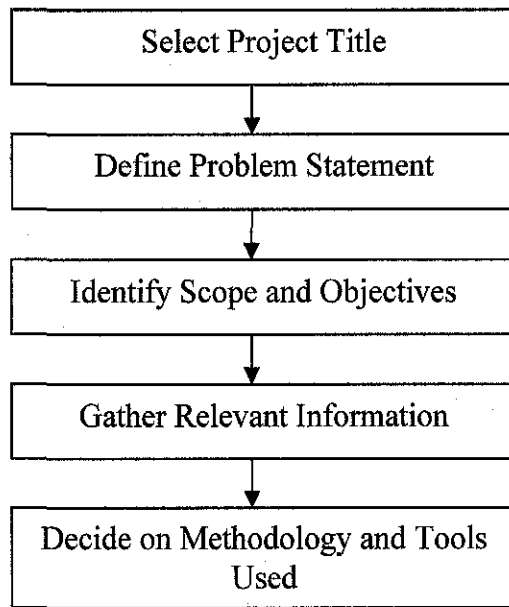 Select Project Title
Define Problem Statement
Identify Scope and Objectives
Gather Relevant Information
Decide on Methodology and Tools
Used